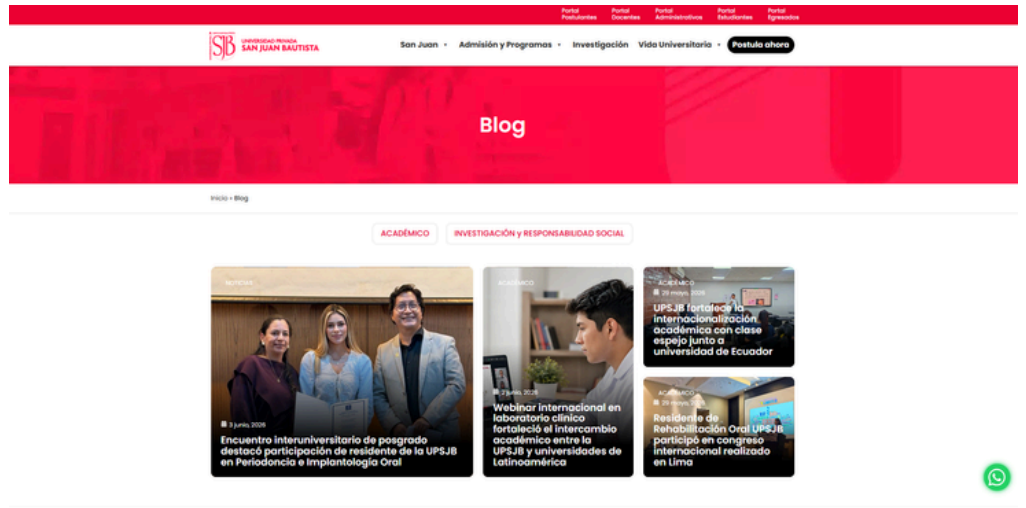 Portal Postulantes
Portal Docentes
Portal Administrativos
Portal Estudiantes
Portal Egresados
SJB
UNIVERSIDAD PRIVADA
SAN JUAN BAUTISTA
San Juan
Admisión y Programas
Investigación
Vida Universitaria
Postula ahora
Blog
Inicio » Blog
ACADÉMICO
INVESTIGACIÓN y RESPONSABILIDAD SOCIAL
NOTICIAS
3 junio, 2026
Encuentro interuniversitario de posgrado
destacó participación de residente de la UPSJB
en Periodoncia e Implantología Oral
ACADÉMICO
2 junio, 2026
Webinar internacional en
laboratorio clínico
fortaleció el intercambio
académico entre la
UPSJB y universidades de
Latinoamérica
ACADÉMICO
29 mayo, 2026
UPSJB fortalece la
internacionalización
académica con clase
espejo junto a
universidad de Ecuador
ACADÉMICO
29 mayo, 2026
Residente de
Rehabilitación Oral UPSJB
participó en congreso
internacional realizado
en Lima